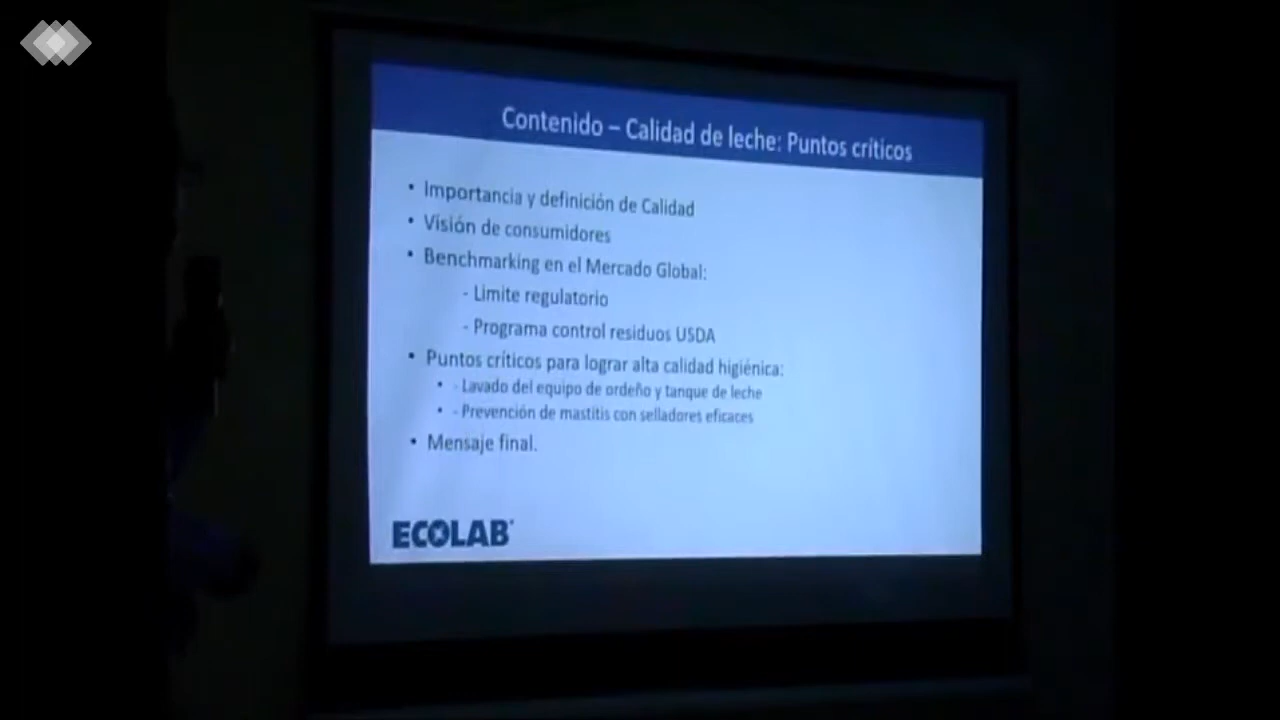 Contenido – Calidad de leche: Puntos críticos
• Importancia y definición de Calidad
• Visión de consumidores
• Benchmarking en el Mercado Global:
- Limite regulatorio
- Programa control residuos USDA
• Puntos críticos para lograr alta calidad higiénica:
• - Lavado del equipo de ordeño y tanque de leche
• - Prevención de mastitis con selladores eficaces
• Mensaje final.
ECOLAB